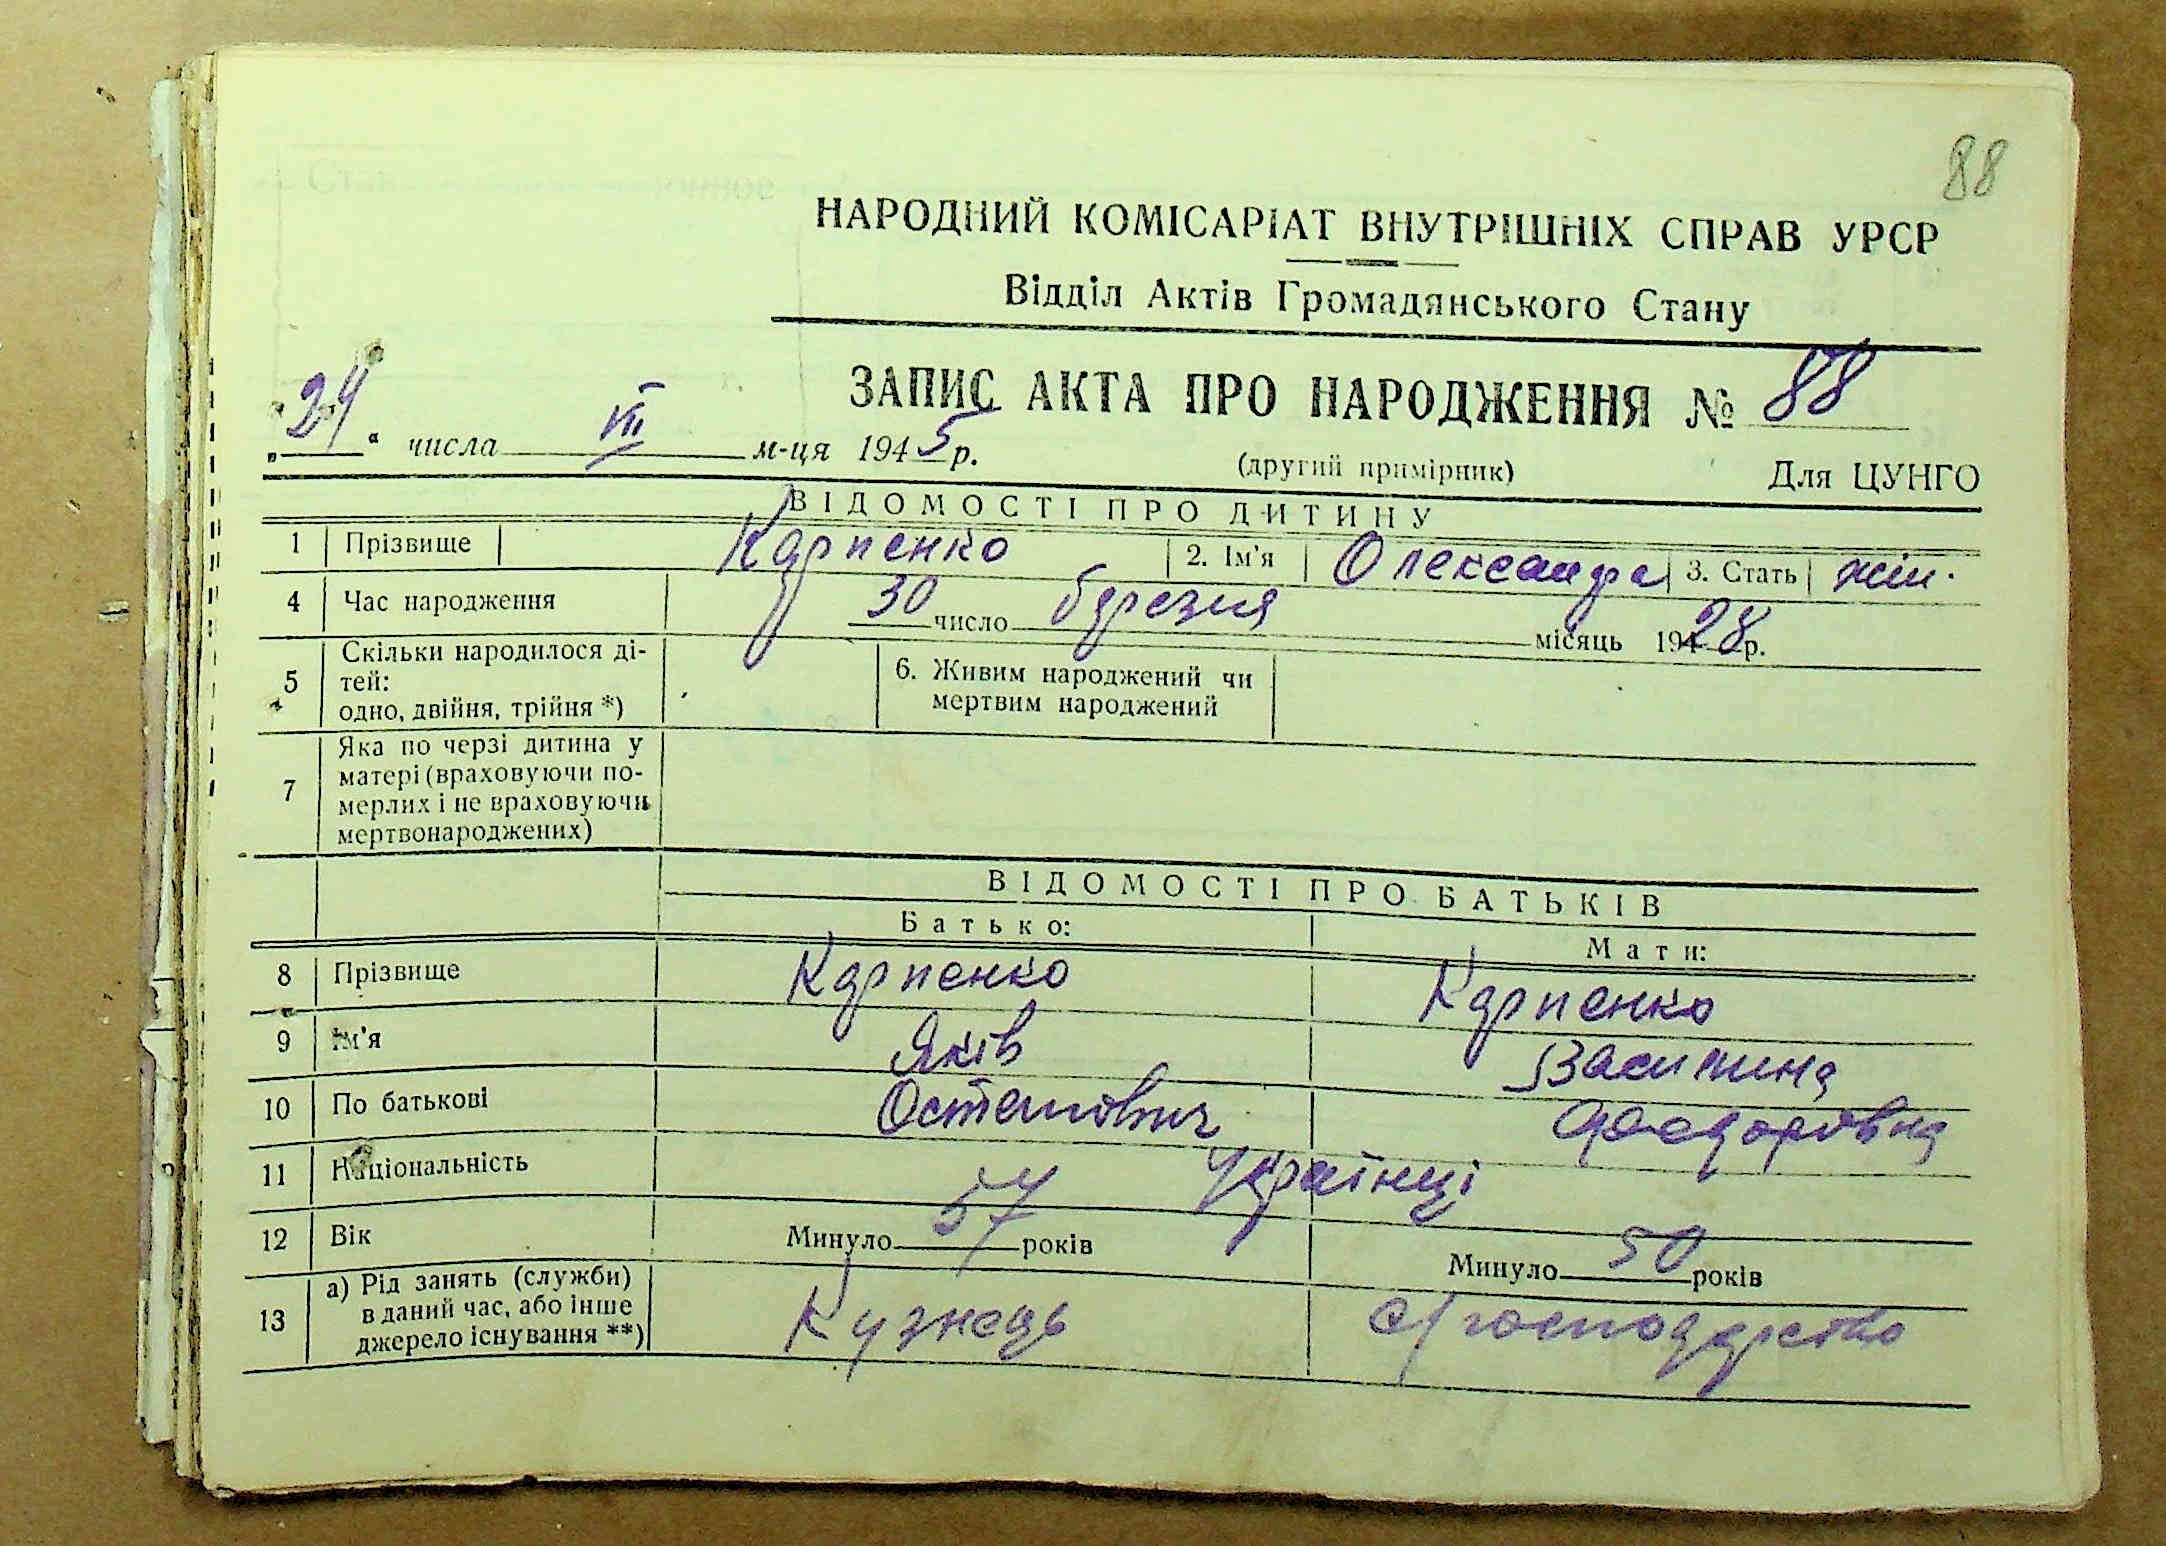 88
НАРОДНИЙ КОМІСАРІАТ ВНУТРІШНІХ СПРАВ УРСР
Відділ Актів Громадянського Стану
ЗАПИС АКТА ПРО НАРОДЖЕННЯ № 88
„24“ числа VII м-ця 1945 р.
(другий примірник) Для ЦУНГО
ВІДОМОСТІ ПРО ДИТИНУ
1 Прізвище Карпенко 2. Ім'я Олександра 3. Стать жін.
4 Час народження 30 число березня місяць 1928 р.
5 Скільки народилося ді-
тей:
одно, двійня, трійня *)
6. Живим народжений чи
мертвим народжений
7 Яка по черзі дитина у
матері (враховуючи по-
мерлих і не враховуючи
мертвонароджених)
ВІДОМОСТІ ПРО БАТЬКІВ
Батько: Мати:
8 Прізвище Карпенко Карпенко
9 Ім'я Яків Василина
10 По батькові Остапович Феодоровна
11 Національність Українці
12 Вік Минуло 57 років Минуло 50 років
13 а) Рід занять (служби)
в даний час, або інше
джерело існування **)
Кузнець с/господарство